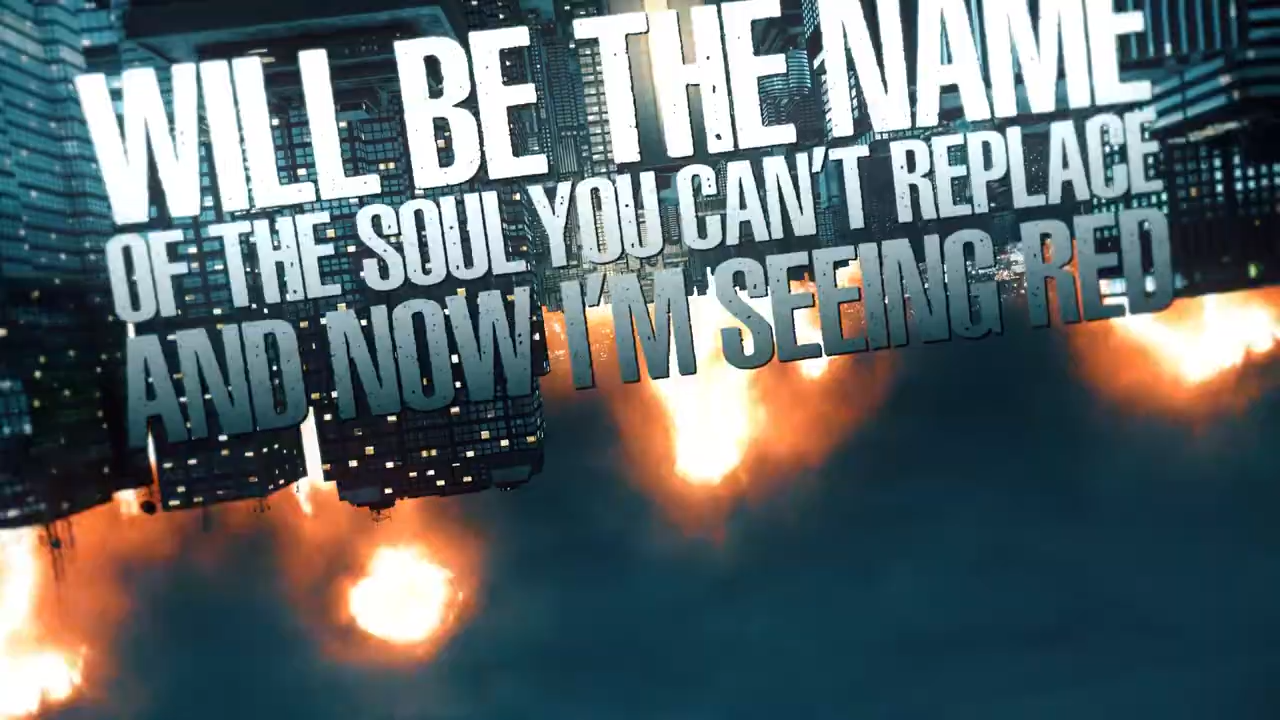 WILL BE THE NAME
OF THE SOUL YOU CAN'T REPLACE
AND NOW I'M SEEING RED